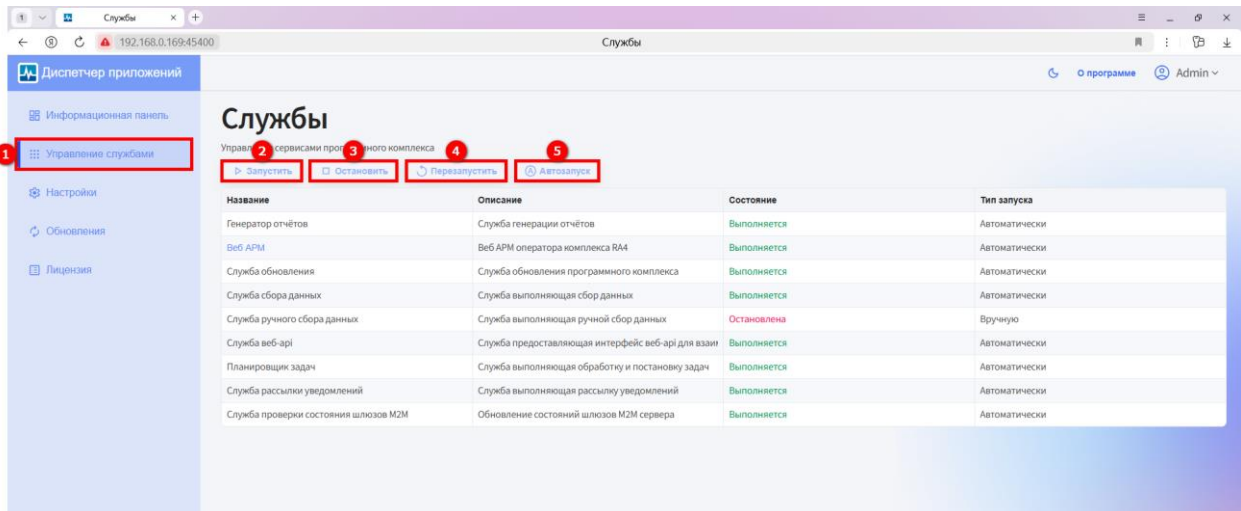 1 Службы × +
Я 192.168.0.169:45400 Службы
Диспетчер приложений О программе Admin
Информационная панель
1 Управление службами
Настройки
Обновления
Лицензия
Службы
сервисами ного комплекса
2 3 4 5
Запустить Остановить Перезапустить Автозапуск
Название Описание Состояние Тип запуска
Генератор отчётов Служба генерации отчётов Выполняется Автоматически
Веб АРМ Веб АРМ оператора комплекса RA4 Выполняется Автоматически
Служба обновления Служба обновления программного комплекса Выполняется Автоматически
Служба сбора данных Служба выполняющая сбор данных Выполняется Автоматически
Служба ручного сбора данных Служба выполняющая ручной сбор данных Остановлена Вручную
Служба веб-api Служба предоставляющая интерфейс веб-api для взаи Выполняется Автоматически
Планировщик задач Служба выполняющая обработку и постановку задач Выполняется Автоматически
Служба рассылки уведомлений Служба выполняющая рассылку уведомлений Выполняется Автоматически
Служба проверки состояния шлюзов М2М Обновление состояний шлюзов М2М сервера Выполняется Автоматически